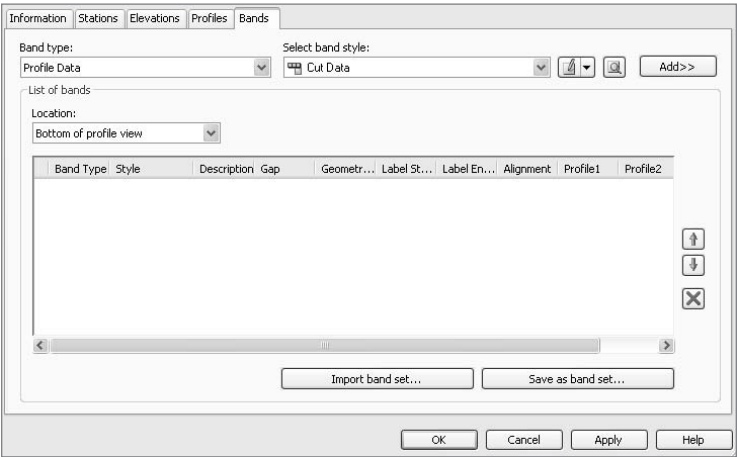 Information Stations Elevations Profiles Bands
Band type: Select band style:
Profile Data Cut Data Add>>
List of bands
Location:
Bottom of profile view
Band Type Style Description Gap Geometr... Label St... Label En... Alignment Profile1 Profile2
Import band set... Save as band set...
OK Cancel Apply Help